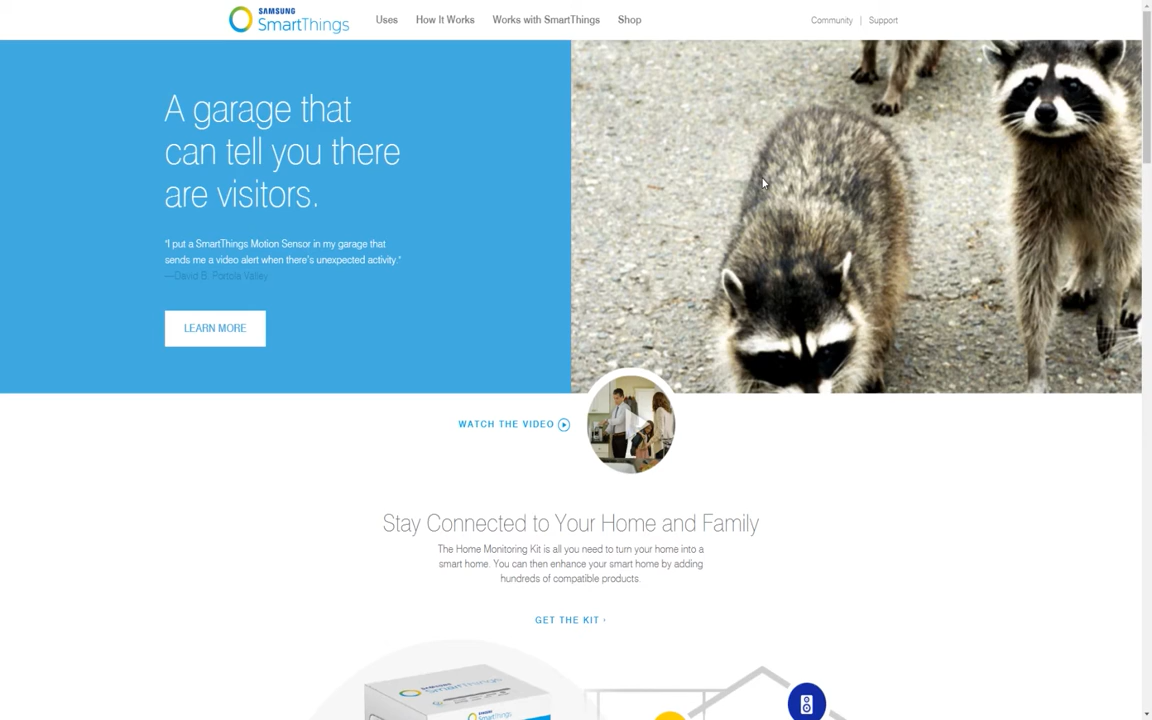 SAMSUNG
SmartThings
Uses How It Works Works with SmartThings Shop
Community | Support
A garage that
can tell you there
are visitors.
"I put a SmartThings Motion Sensor in my garage that
sends me a video alert when there's unexpected activity."
—David B. Portola Valley
LEARN MORE
WATCH THE VIDEO
Stay Connected to Your Home and Family
The Home Monitoring Kit is all you need to turn your home into a
smart home. You can then enhance your smart home by adding
hundreds of compatible products.
GET THE KIT ›
SAMSUNG
SmartThings
SAMSUNG
SmartThings